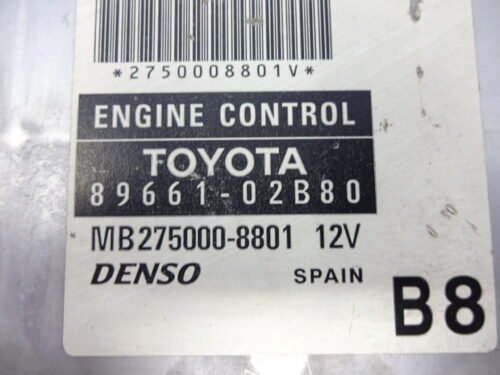 *2750008801V*
ENGINE CONTROL
TOYOTA
89661-02B80
MB275000-8801 12V
DENSO SPAIN
B8